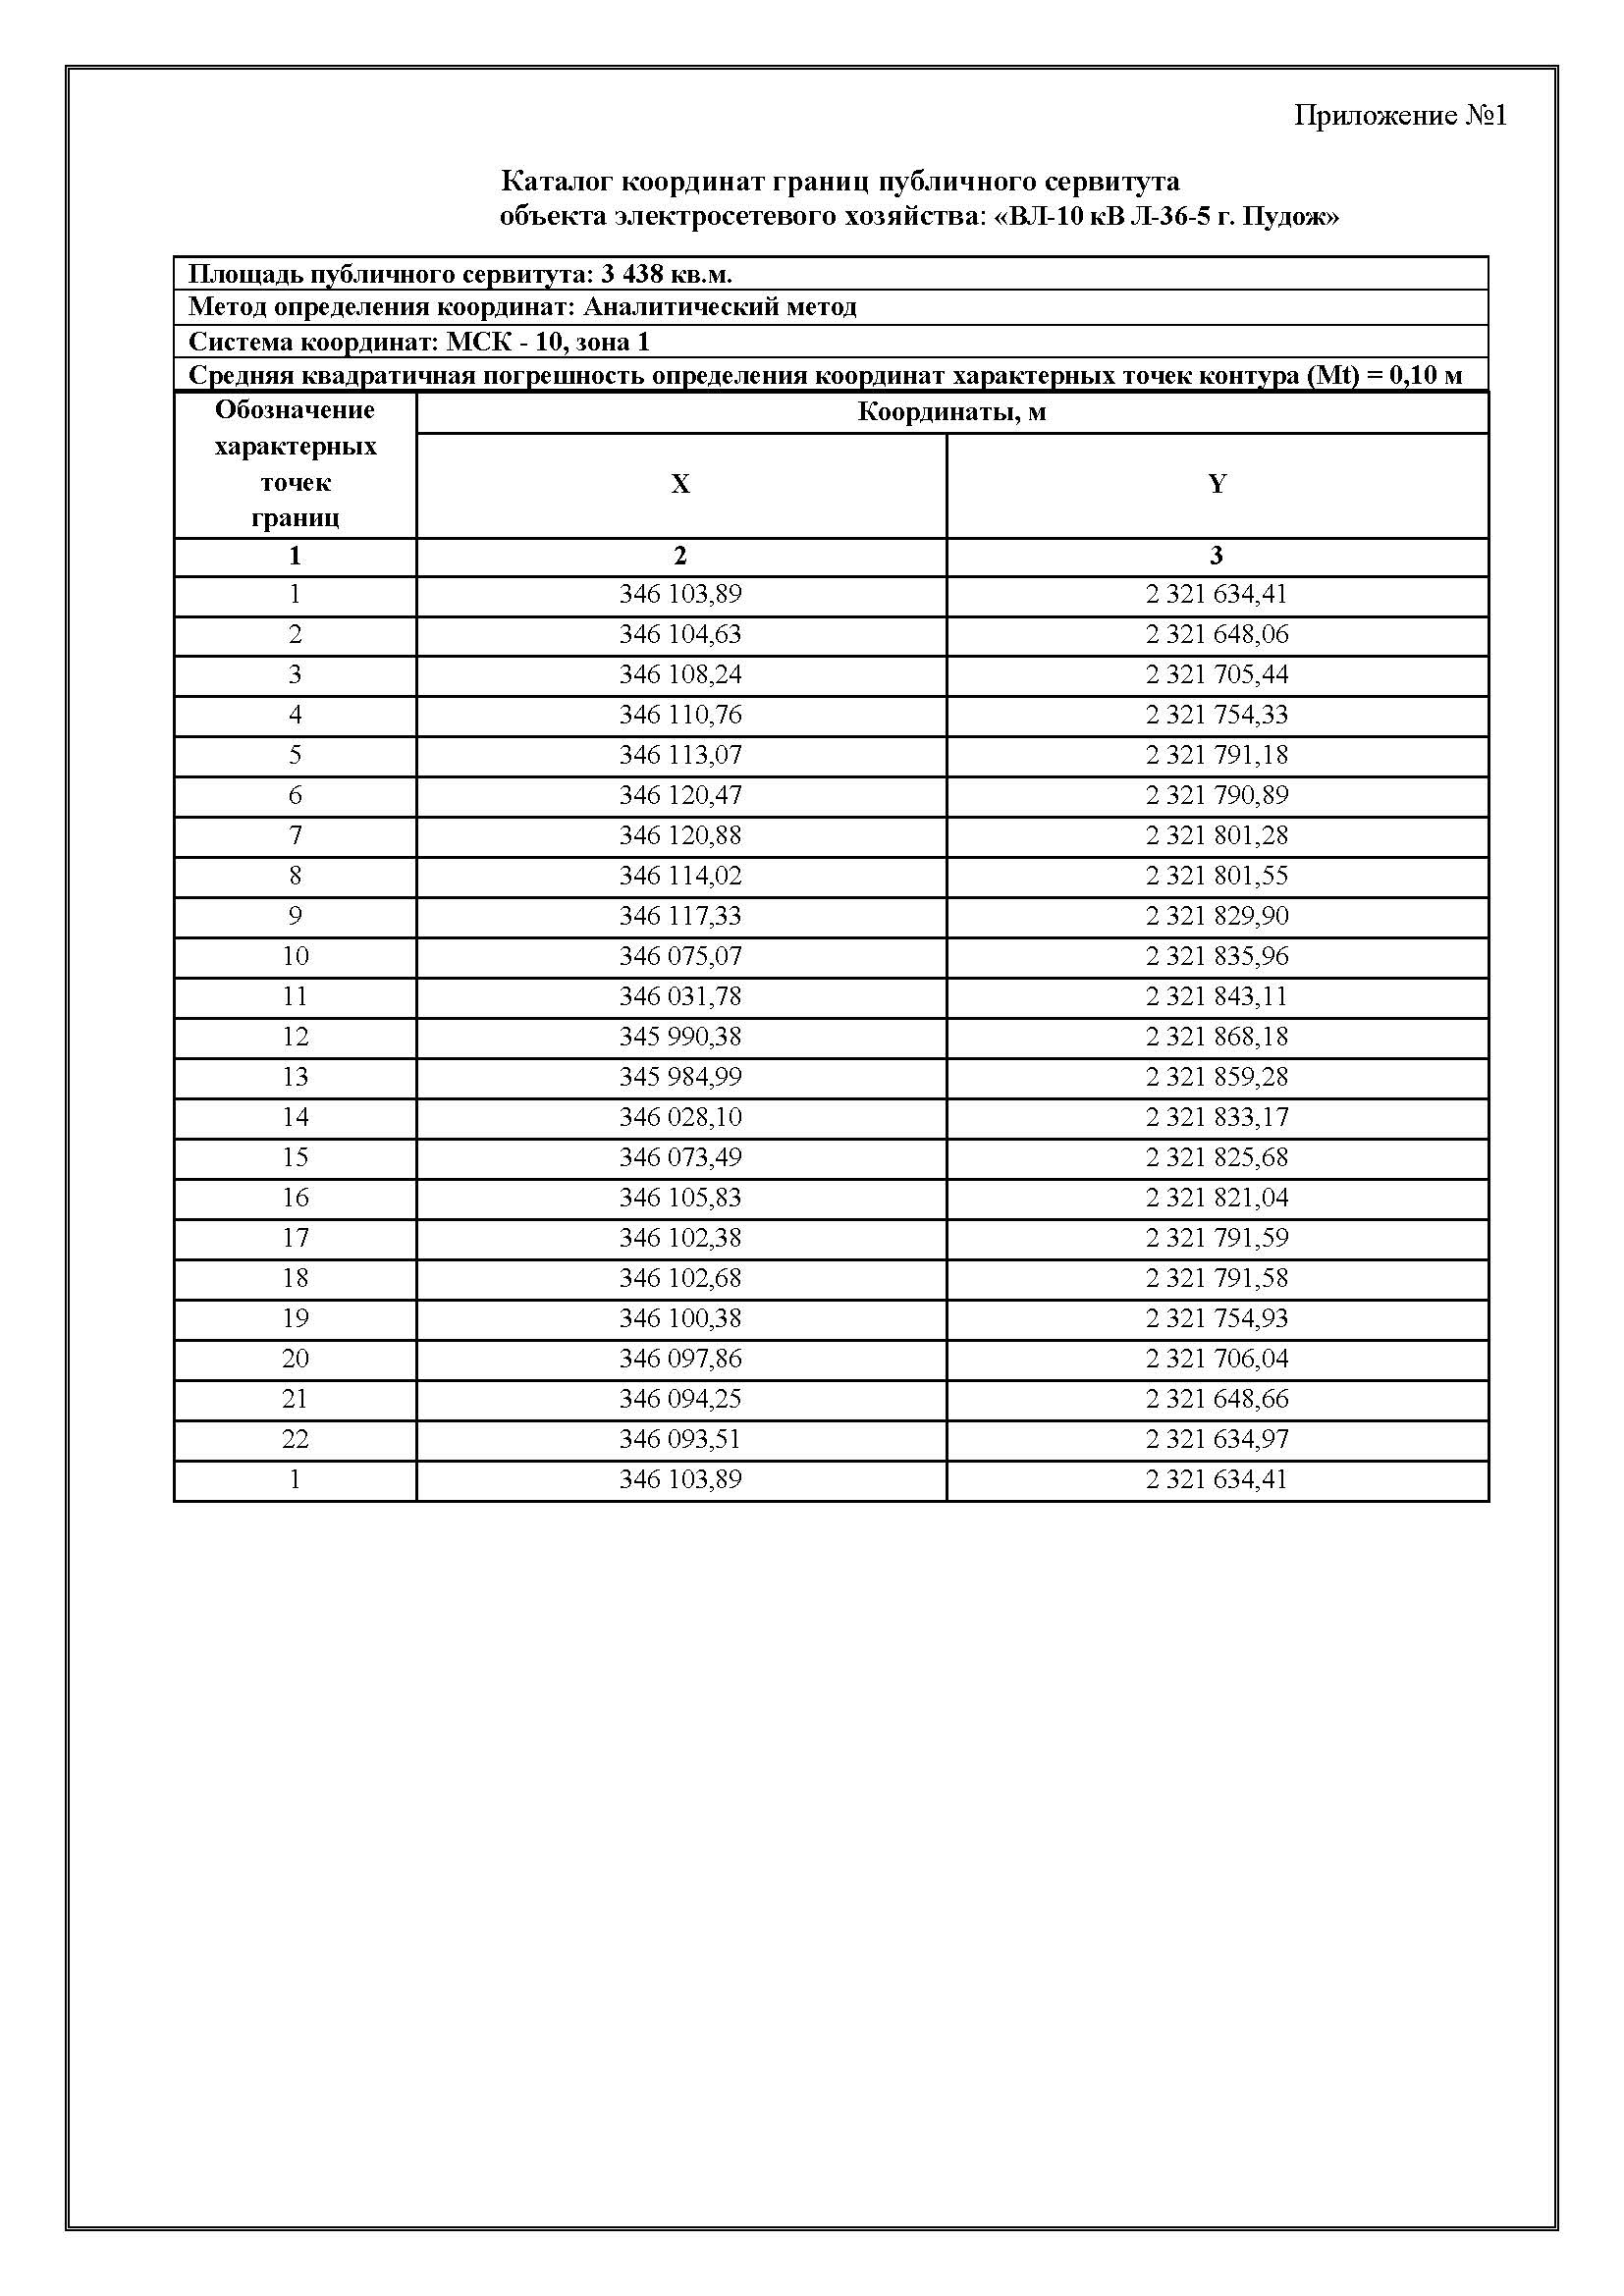 Приложение №1
Каталог координат границ публичного сервитута
объекта электросетевого хозяйства: «ВЛ-10 кВ Л-36-5 г. Пудож»
Площадь публичного сервитута: 3 438 кв.м.
Метод определения координат: Аналитический метод
Система координат: МСК - 10, зона 1
Средняя квадратичная погрешность определения координат характерных точек контура (Mt) = 0,10 м
Обозначение
характерных
точек
границ
Координаты, м
X Y
1 2 3
1 346 103,89 2 321 634,41
2 346 104,63 2 321 648,06
3 346 108,24 2 321 705,44
4 346 110,76 2 321 754,33
5 346 113,07 2 321 791,18
6 346 120,47 2 321 790,89
7 346 120,88 2 321 801,28
8 346 114,02 2 321 801,55
9 346 117,33 2 321 829,90
10 346 075,07 2 321 835,96
11 346 031,78 2 321 843,11
12 345 990,38 2 321 868,18
13 345 984,99 2 321 859,28
14 346 028,10 2 321 833,17
15 346 073,49 2 321 825,68
16 346 105,83 2 321 821,04
17 346 102,38 2 321 791,59
18 346 102,68 2 321 791,58
19 346 100,38 2 321 754,93
20 346 097,86 2 321 706,04
21 346 094,25 2 321 648,66
22 346 093,51 2 321 634,97
1 346 103,89 2 321 634,41